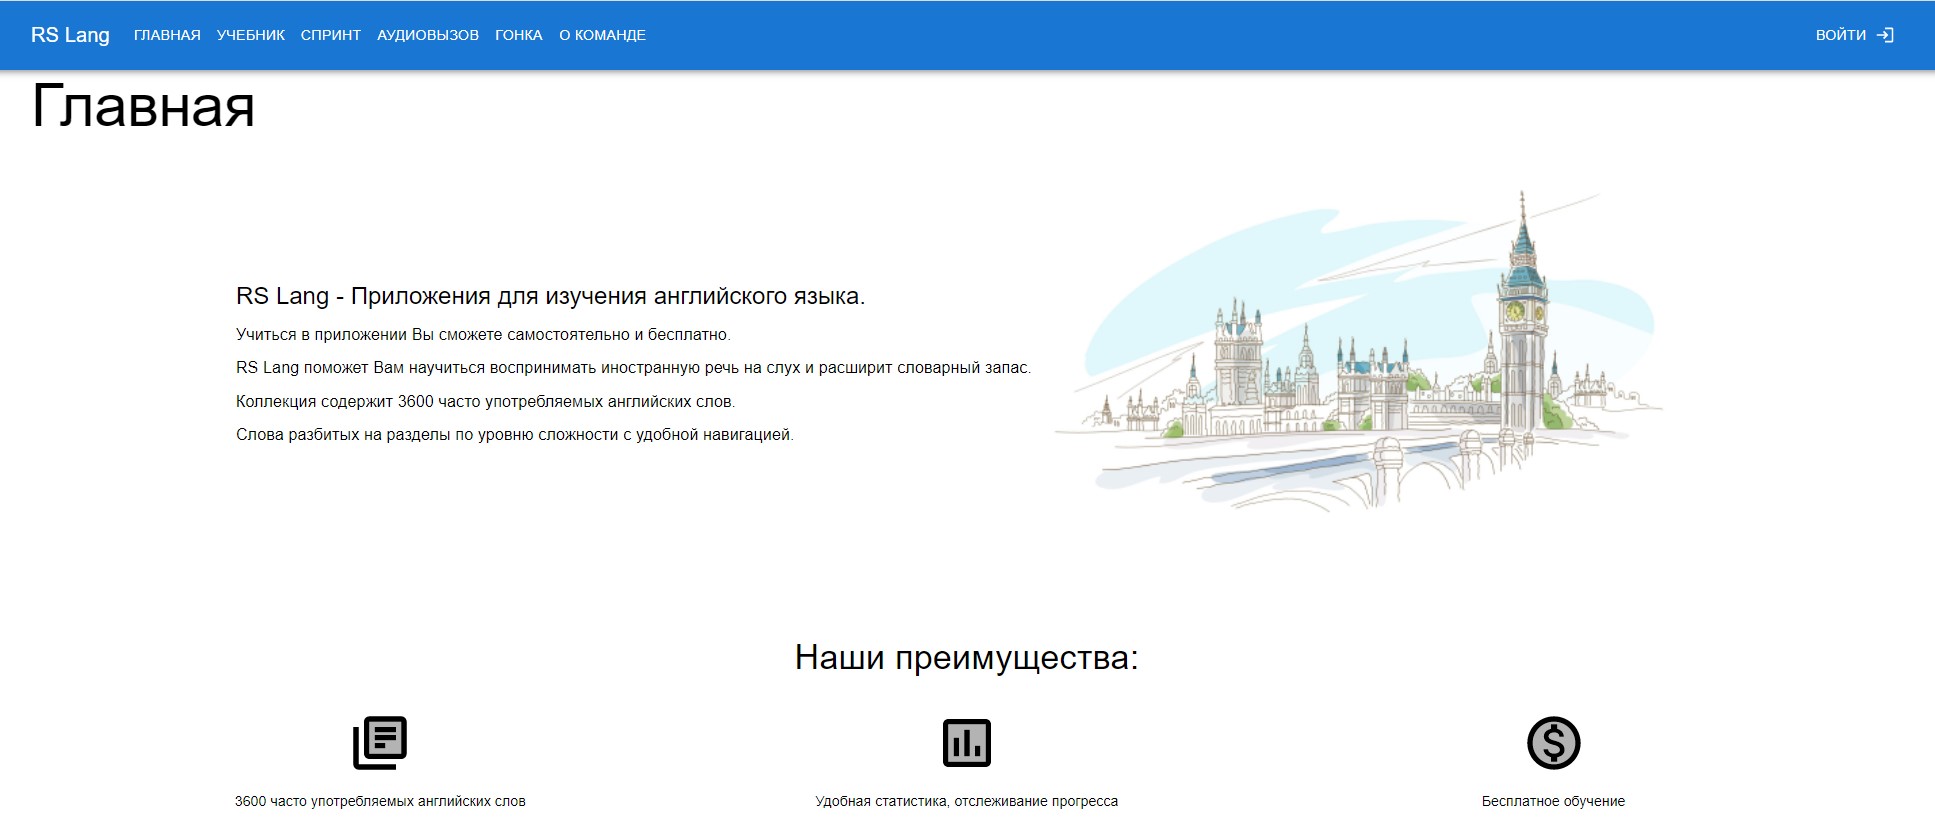 RS Lang ГЛАВНАЯ УЧЕБНИК СПРИНТ АУДИОВЫЗОВ ГОНКА О КОМАНДЕ ВОЙТИ
Главная
RS Lang - Приложения для изучения английского языка.
Учиться в приложении Вы сможете самостоятельно и бесплатно.
RS Lang поможет Вам научиться воспринимать иностранную речь на слух и расширит словарный запас.
Коллекция содержит 3600 часто употребляемых английских слов.
Слова разбитых на разделы по уровню сложности с удобной навигацией.
Наши преимущества:
3600 часто употребляемых английских слов
Удобная статистика, отслеживание прогресса
Бесплатное обучение